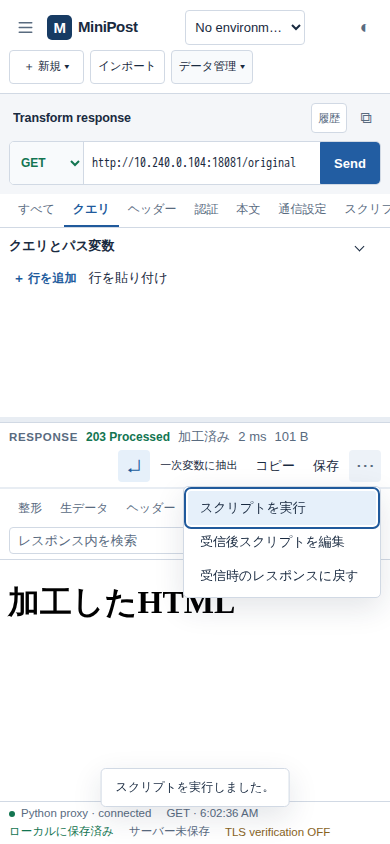 M MiniPost No environm…
+ 新規 ▾ インポート データ管理 ▾
Transform response 履歴
GET http://10.240.0.104:18081/original Send
すべて クエリ ヘッダー 認証 本文 通信設定 スクリプ
クエリとパス変数
+ 行を追加 行を貼り付け
RESPONSE 203 Processed 加工済み 2 ms 101 B
一次変数に抽出 コピー 保存 ···
整形 生データ ヘッダー
スクリプトを実行
レスポンス内を検索
受信後スクリプトを編集
受信時のレスポンスに戻す
加工したHTML
スクリプトを実行しました。
Python proxy · connected GET · 6:02:36 AM
ローカルに保存済み サーバー未保存 TLS verification OFF